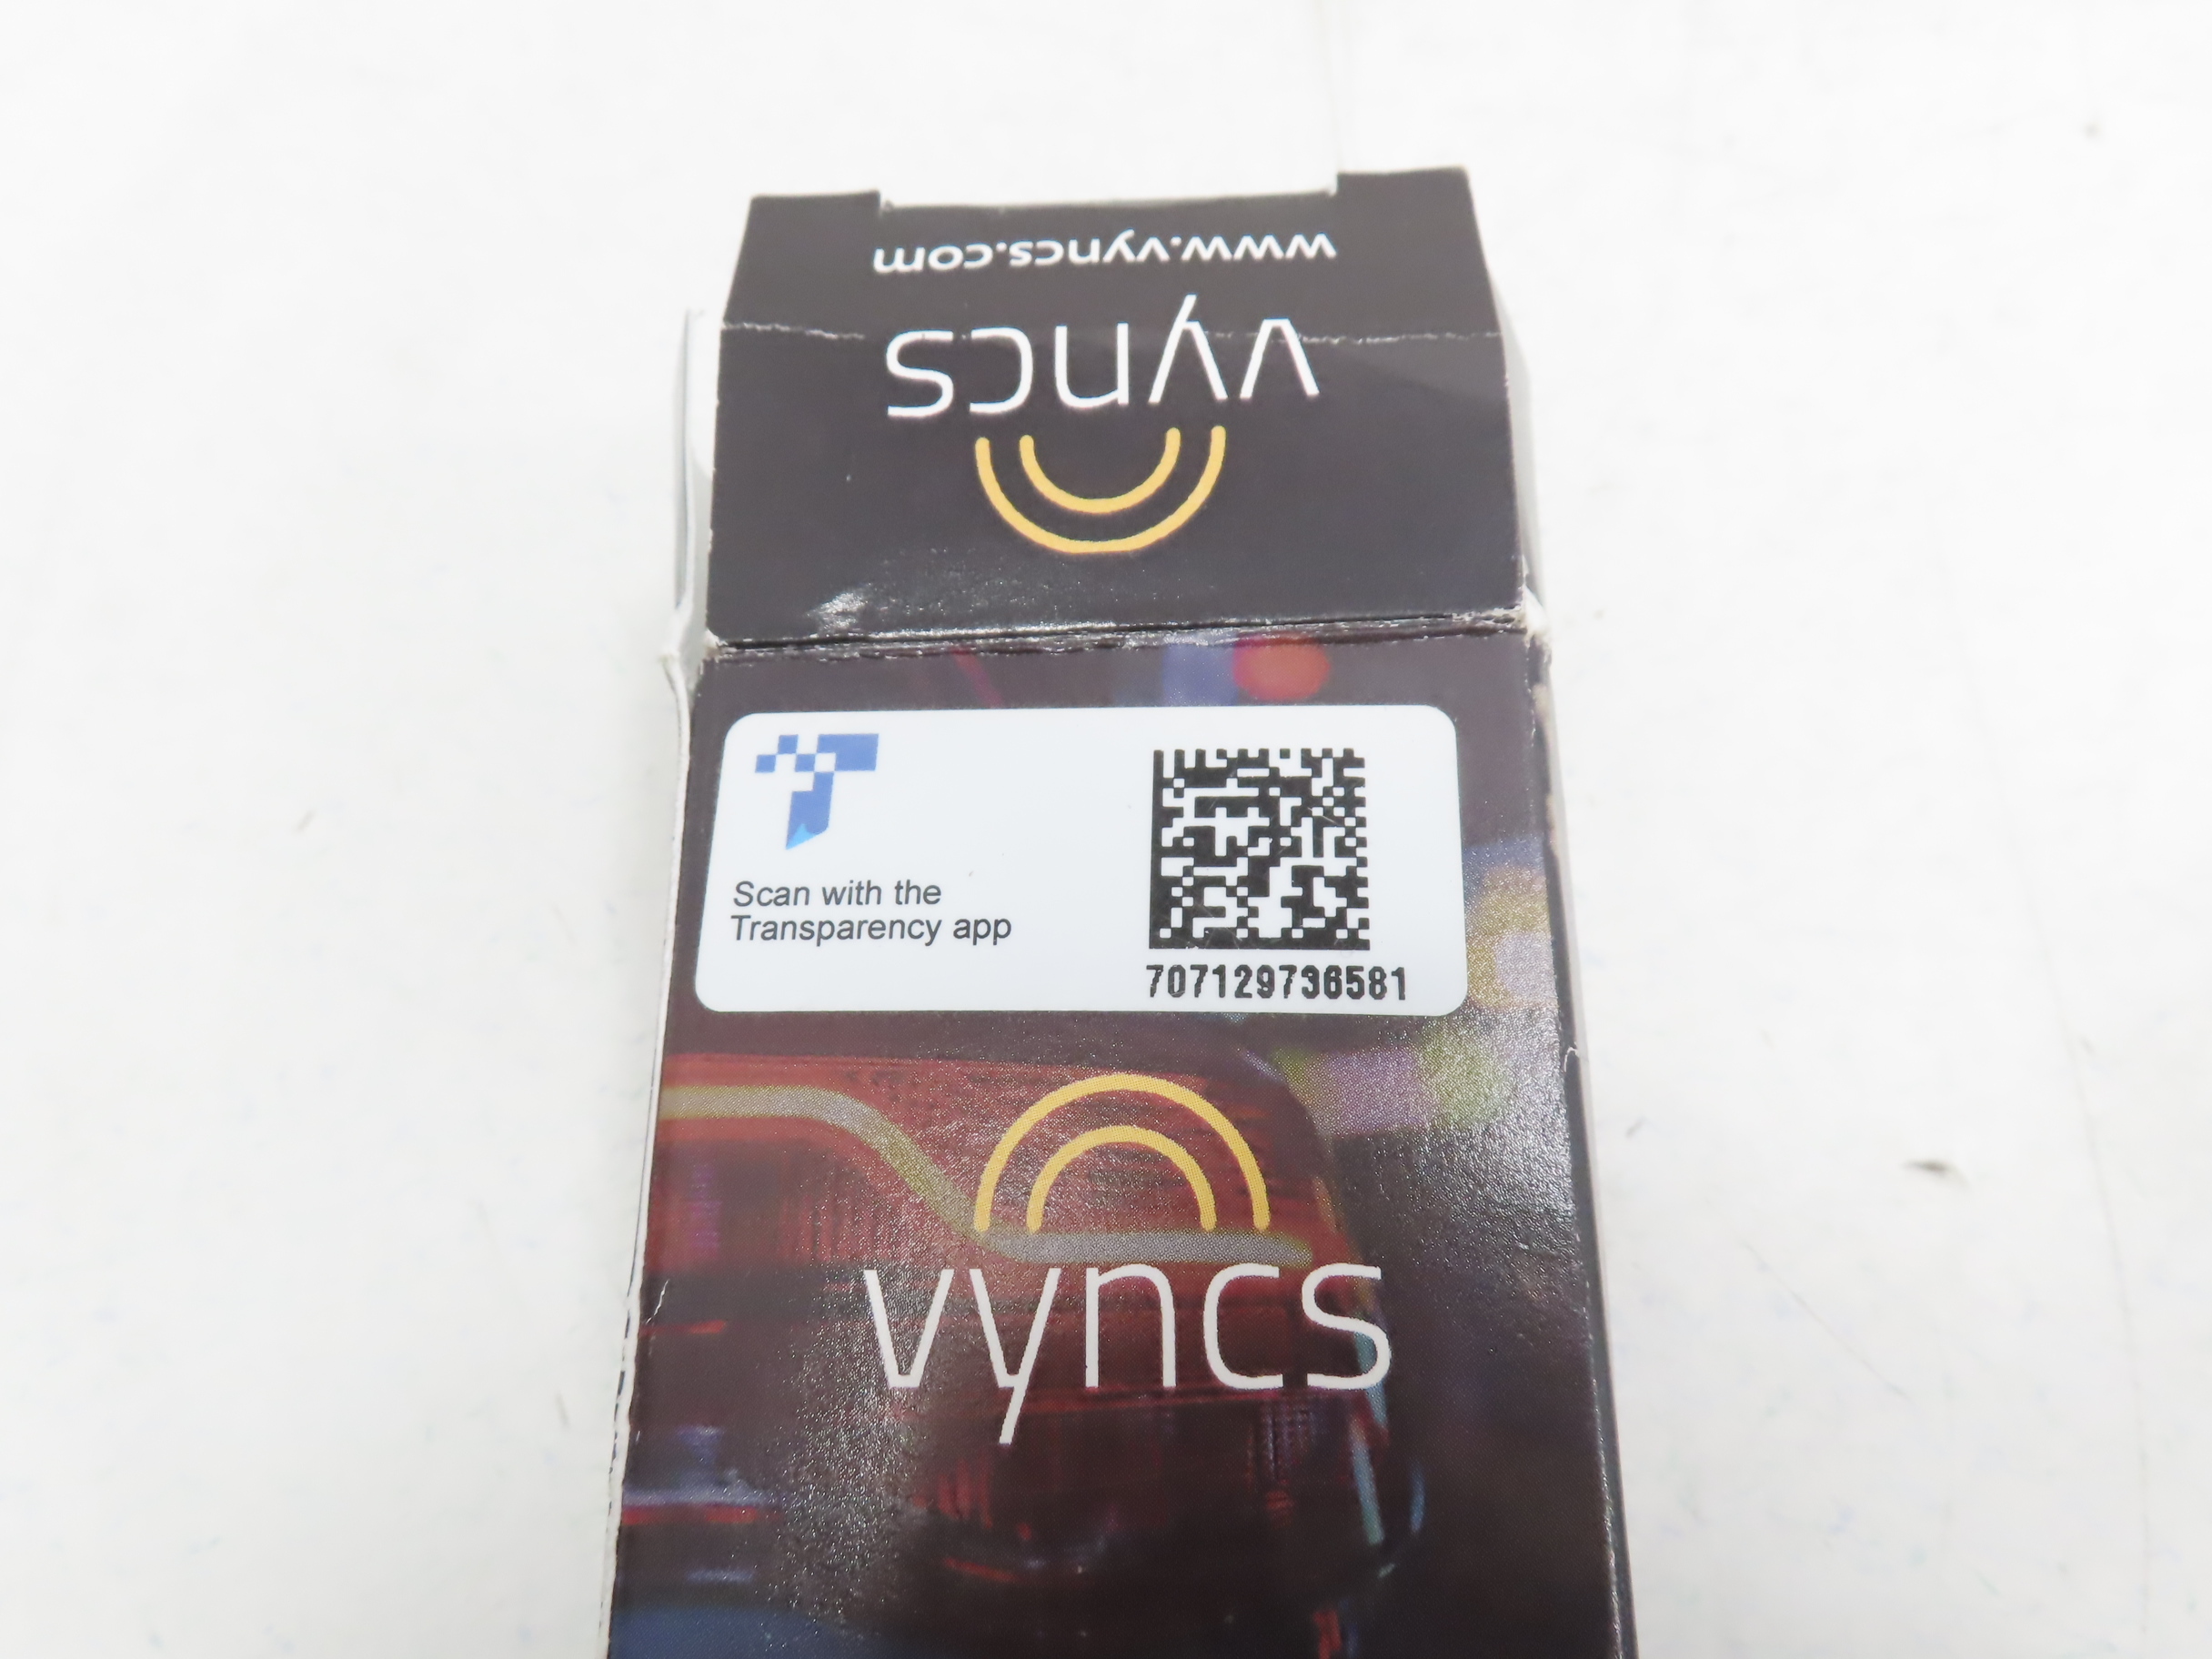 www.vyncs.com
vyncs
Scan with the
Transparency app
707129736581
vyncs